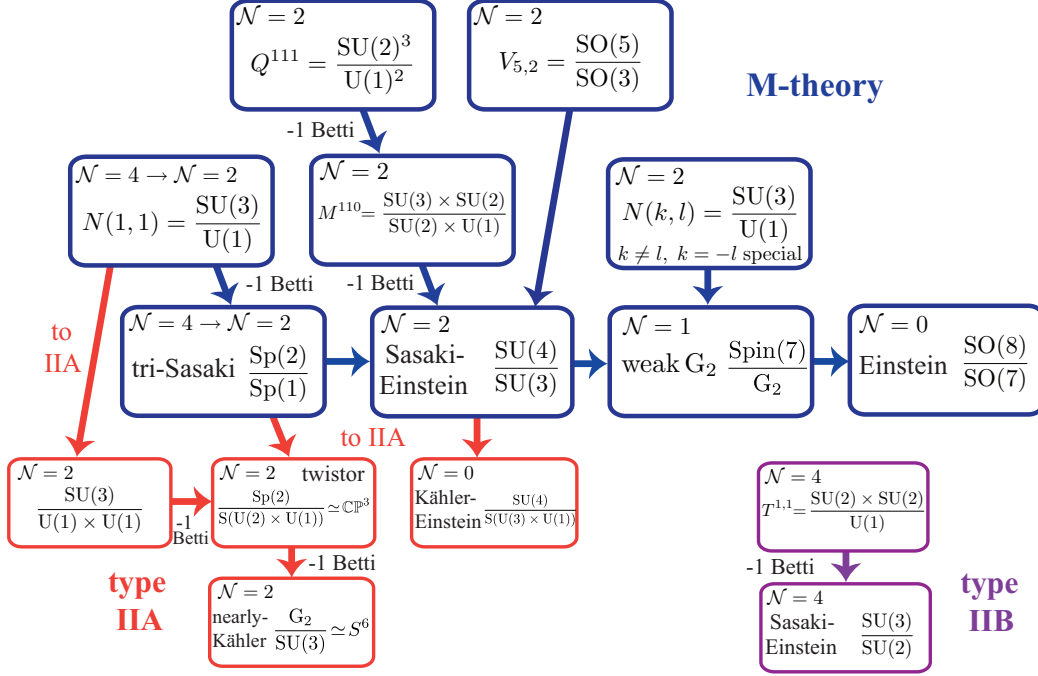 𝒩 = 2
Q^{111} = SU(2)^3 / U(1)^2
𝒩 = 2
V_{5,2} = SO(5) / SO(3)
M-theory
-1 Betti
𝒩 = 4 → 𝒩 = 2
N(1, 1) = SU(3) / U(1)
𝒩 = 2
M^{110} = SU(3) × SU(2) / SU(2) × U(1)
𝒩 = 2
N(k, l) = SU(3) / U(1)
k ≠ l, k = −l special
-1 Betti
-1 Betti
to
IIA
𝒩 = 4 → 𝒩 = 2
tri-Sasaki Sp(2) / Sp(1)
𝒩 = 2
Sasaki-
Einstein SU(4) / SU(3)
𝒩 = 1
weak G_2 Spin(7) / G_2
𝒩 = 0
Einstein SO(8) / SO(7)
to IIA
𝒩 = 2
SU(3) / U(1) × U(1)
-1
Betti
𝒩 = 2 twistor
Sp(2) / S(U(2) × U(1)) ≃ ℂℙ^3
𝒩 = 0
Kähler-
Einstein SU(4) / S(U(3) × U(1))
𝒩 = 4
T^{1,1} = SU(2) × SU(2) / U(1)
-1 Betti
-1 Betti
type
IIA
𝒩 = 2
nearly-
Kähler G_2 / SU(3) ≃ S^6
𝒩 = 4
Sasaki-
Einstein SU(3) / SU(2)
type
IIB